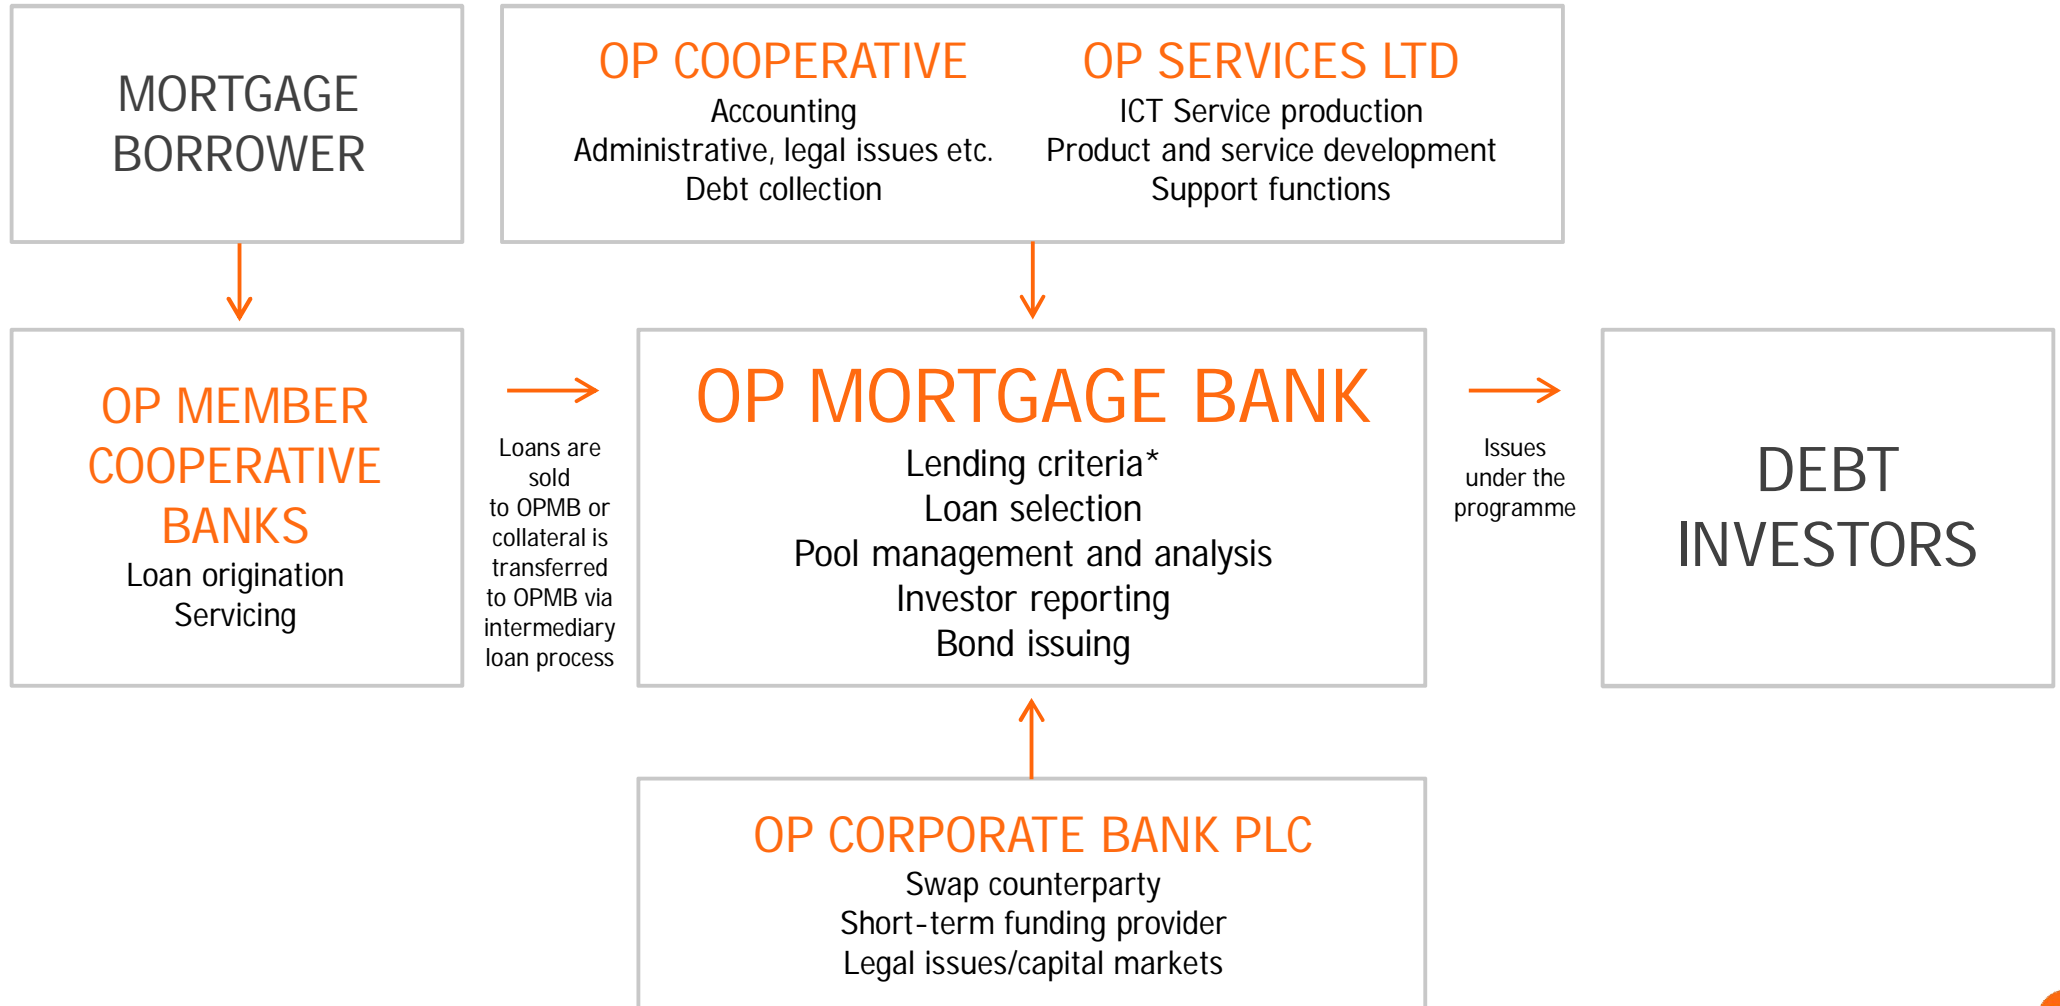 MORTGAGE
BORROWER
OP COOPERATIVE
Accounting
Administrative, legal issues etc.
Debt collection
OP SERVICES LTD
ICT Service production
Product and service development
Support functions
OP MEMBER
COOPERATIVE
BANKS
Loan origination
Servicing
Loans are
sold
to OPMB or
collateral is
transferred
to OPMB via
intermediary
loan process
OP MORTGAGE BANK
Lending criteria*
Loan selection
Pool management and analysis
Investor reporting
Bond issuing
Issues
under the
programme
DEBT
INVESTORS
OP CORPORATE BANK PLC
Swap counterparty
Short-term funding provider
Legal issues/capital markets